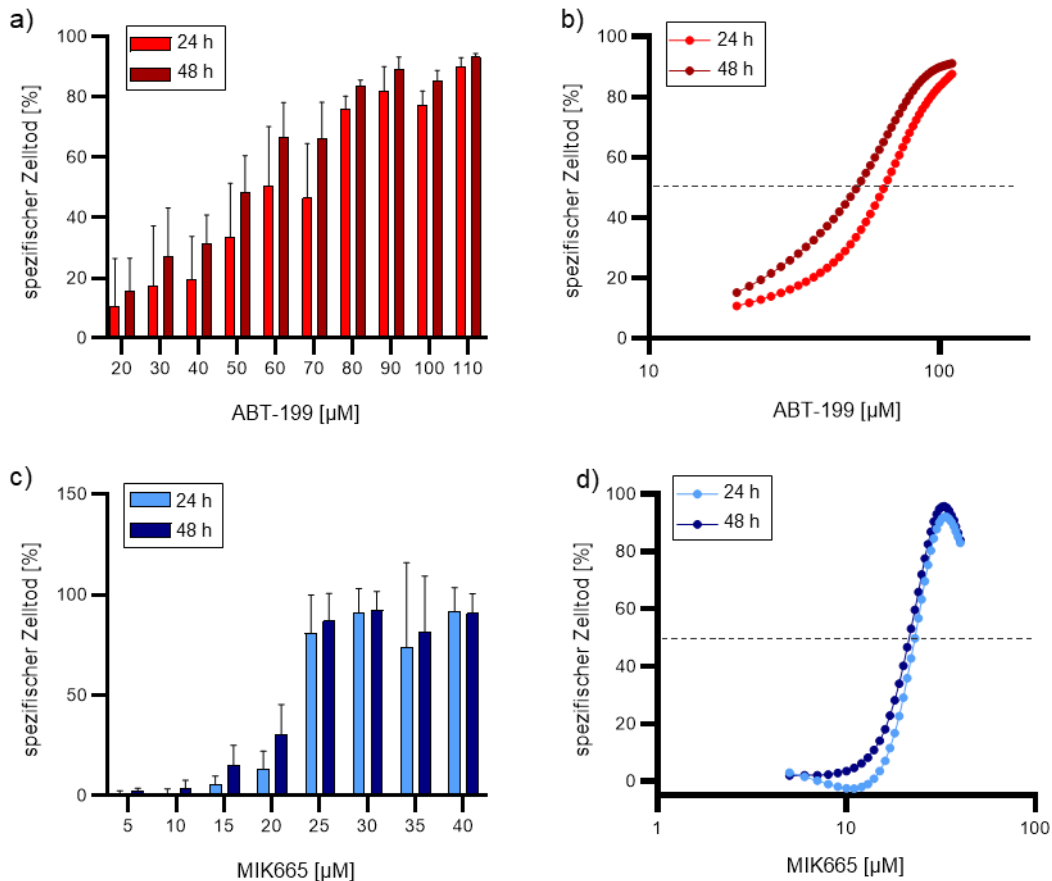 a)
spezifischer Zelltod [%]
100
80
60
40
20
0
24 h
48 h
20 30 40 50 60 70 80 90 100 110
ABT-199 [µM]
b)
spezifischer Zelltod [%]
100
80
60
40
20
0
24 h
48 h
10 100
ABT-199 [µM]
c)
spezifischer Zelltod [%]
150
100
50
0
24 h
48 h
5 10 15 20 25 30 35 40
MIK665 [µM]
d)
spezifischer Zelltod [%]
100
80
60
40
20
0
24 h
48 h
1 10 100
MIK665 [µM]